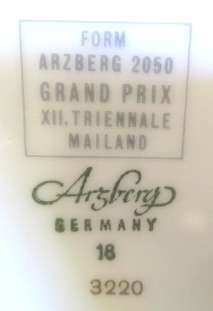 FORM
ARZBERG 2050
GRAND PRIX
XII. TRIENNALE
MAILAND
Arzberg
GERMANY
18
3220